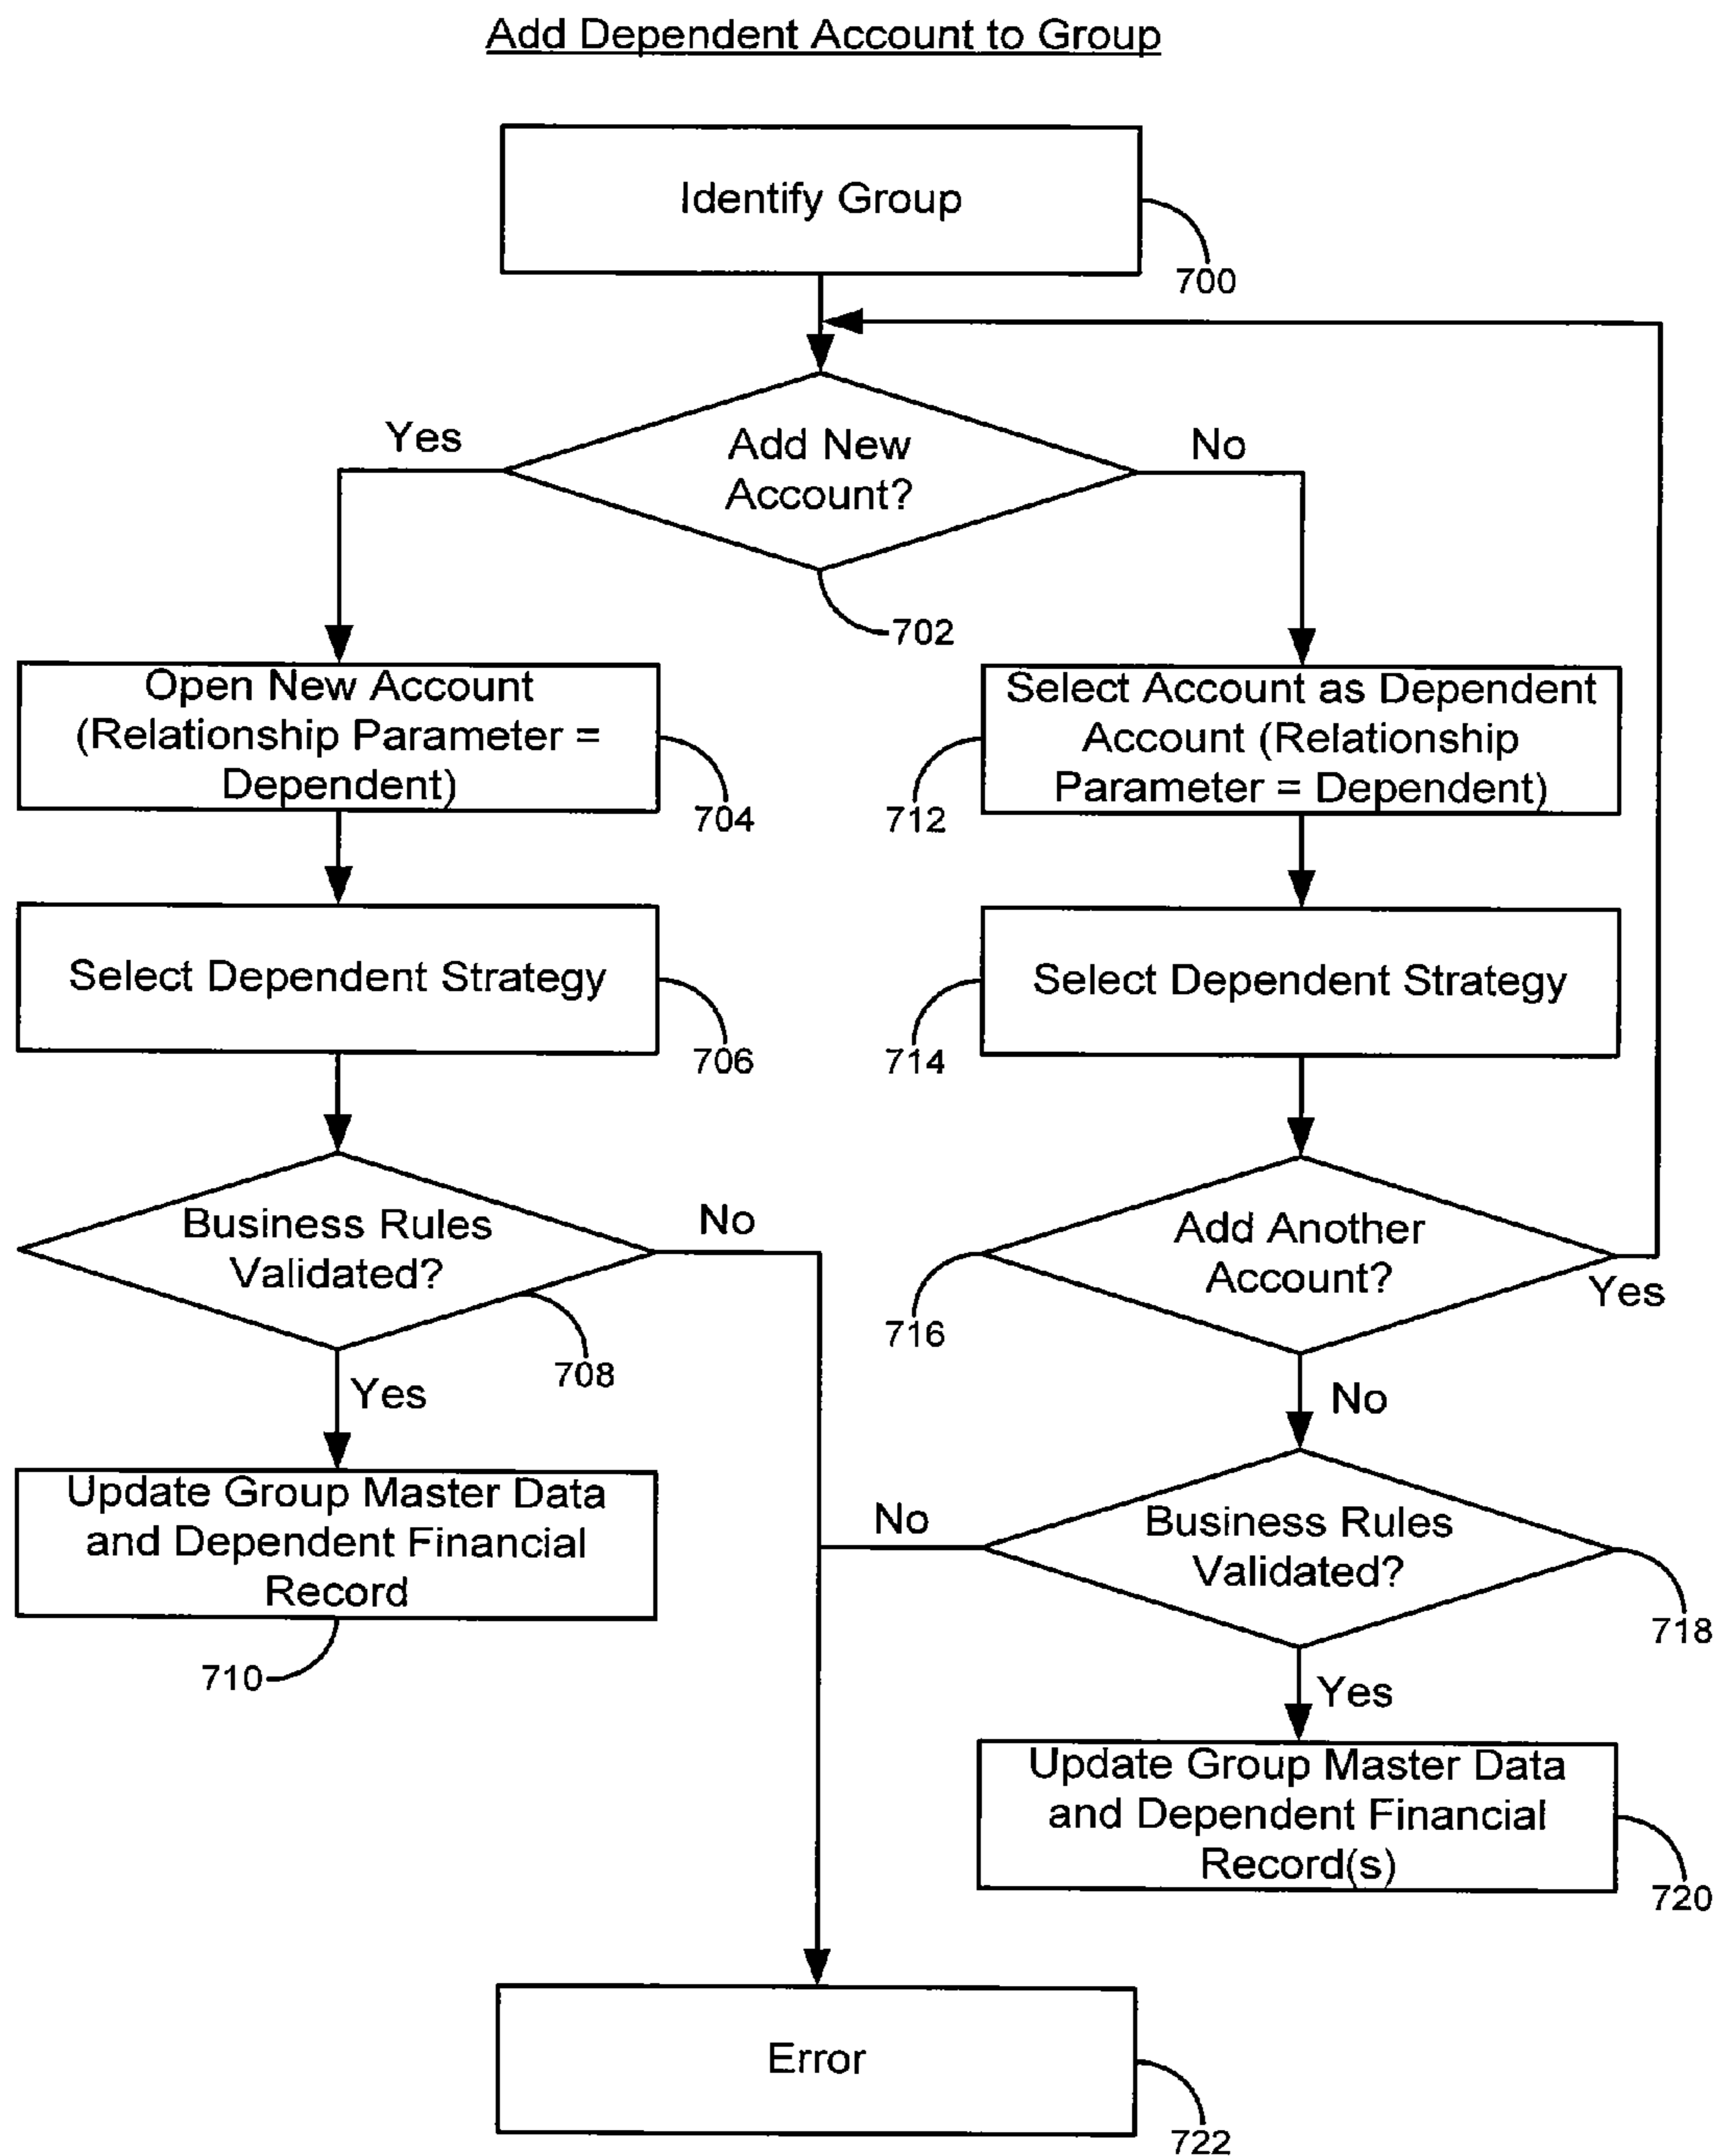 Add Dependent Account to Group
Identify Group
700
Yes
Add New
Account?
No
702
Open New Account
(Relationship Parameter =
Dependent)
704
Select Account as Dependent
Account (Relationship
Parameter = Dependent)
712
Select Dependent Strategy
706
Select Dependent Strategy
714
Business Rules
Validated?
No
708
Yes
Add Another
Account?
Yes
716
No
Update Group Master Data
and Dependent Financial
Record
710
No
Business Rules
Validated?
718
Yes
Update Group Master Data
and Dependent Financial
Record(s)
720
Error
722